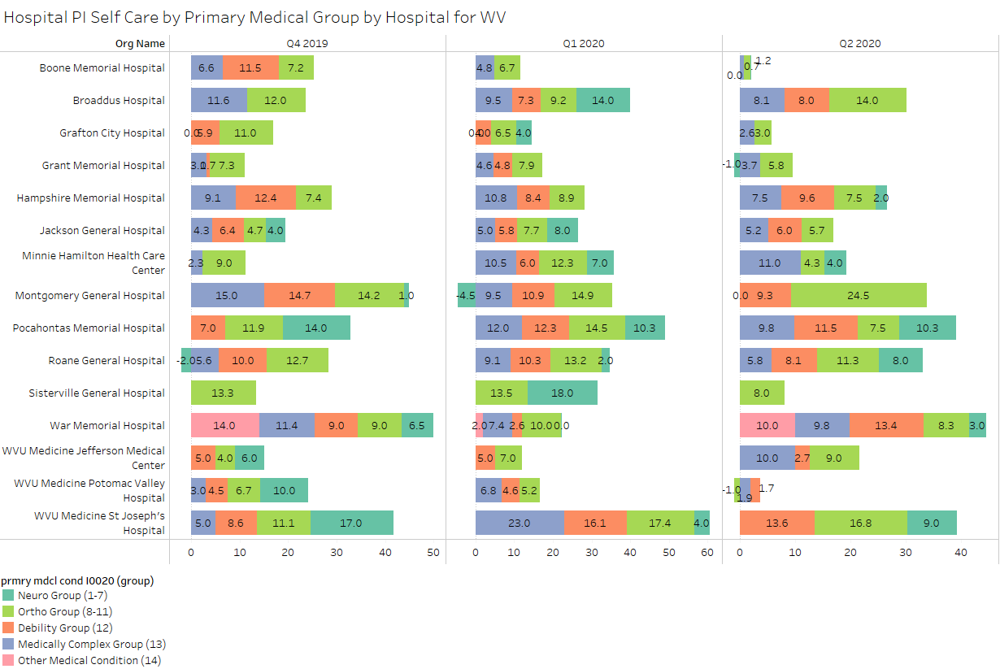 Hospital PI Self Care by Primary Medical Group by Hospital for WV
Org Name Q4 2019 Q1 2020 Q2 2020
Boone Memorial Hospital 6.6 11.5 7.2 4.8 6.7 0.0 0.7 1.2
Broaddus Hospital 11.6 12.0 9.5 7.3 9.2 14.0 8.1 8.0 14.0
Grafton City Hospital 0.0 5.9 11.0 0.0 4.0 6.5 4.0 2.6 3.0
Grant Memorial Hospital 3.1 7.3 4.6 4.8 7.9 -1.0 3.7 5.8
Hampshire Memorial Hospital 9.1 12.4 7.4 10.8 8.4 8.9 7.5 9.6 7.5 2.0
Jackson General Hospital 4.3 6.4 4.7 4.0 5.0 5.8 7.7 8.0 5.2 6.0 5.7
Minnie Hamilton Health Care
Center 2.3 9.0 10.5 6.0 12.3 7.0 11.0 4.3 4.0
Montgomery General Hospital 15.0 14.7 14.2 1.0 -4.5 9.5 10.9 14.9 0.0 9.3 24.5
Pocahontas Memorial Hospital 7.0 11.9 14.0 12.0 12.3 14.5 10.3 9.8 11.5 7.5 10.3
Roane General Hospital -2.0 5.6 10.0 12.7 9.1 10.3 13.2 2.0 5.8 8.1 11.3 8.0
Sisterville General Hospital 13.3 13.5 18.0 8.0
War Memorial Hospital 14.0 11.4 9.0 9.0 6.5 2.0 7.4 2.6 10.0 0.0 10.0 9.8 13.4 8.3 3.0
WVU Medicine Jefferson Medical
Center 5.0 4.0 6.0 5.0 7.0 10.0 2.7 9.0
WVU Medicine Potomac Valley
Hospital 3.0 4.5 6.7 10.0 6.8 4.6 5.2 -1.0 1.9 1.7
WVU Medicine St Joseph's
Hospital 5.0 8.6 11.1 17.0 23.0 16.1 17.4 4.0 13.6 16.8 9.0
0 10 20 30 40 50 0 10 20 30 40 50 60 0 10 20 30 40
prmry mdcl cond I0020 (group)
Neuro Group (1-7)
Ortho Group (8-11)
Debility Group (12)
Medically Complex Group (13)
Other Medical Condition (14)